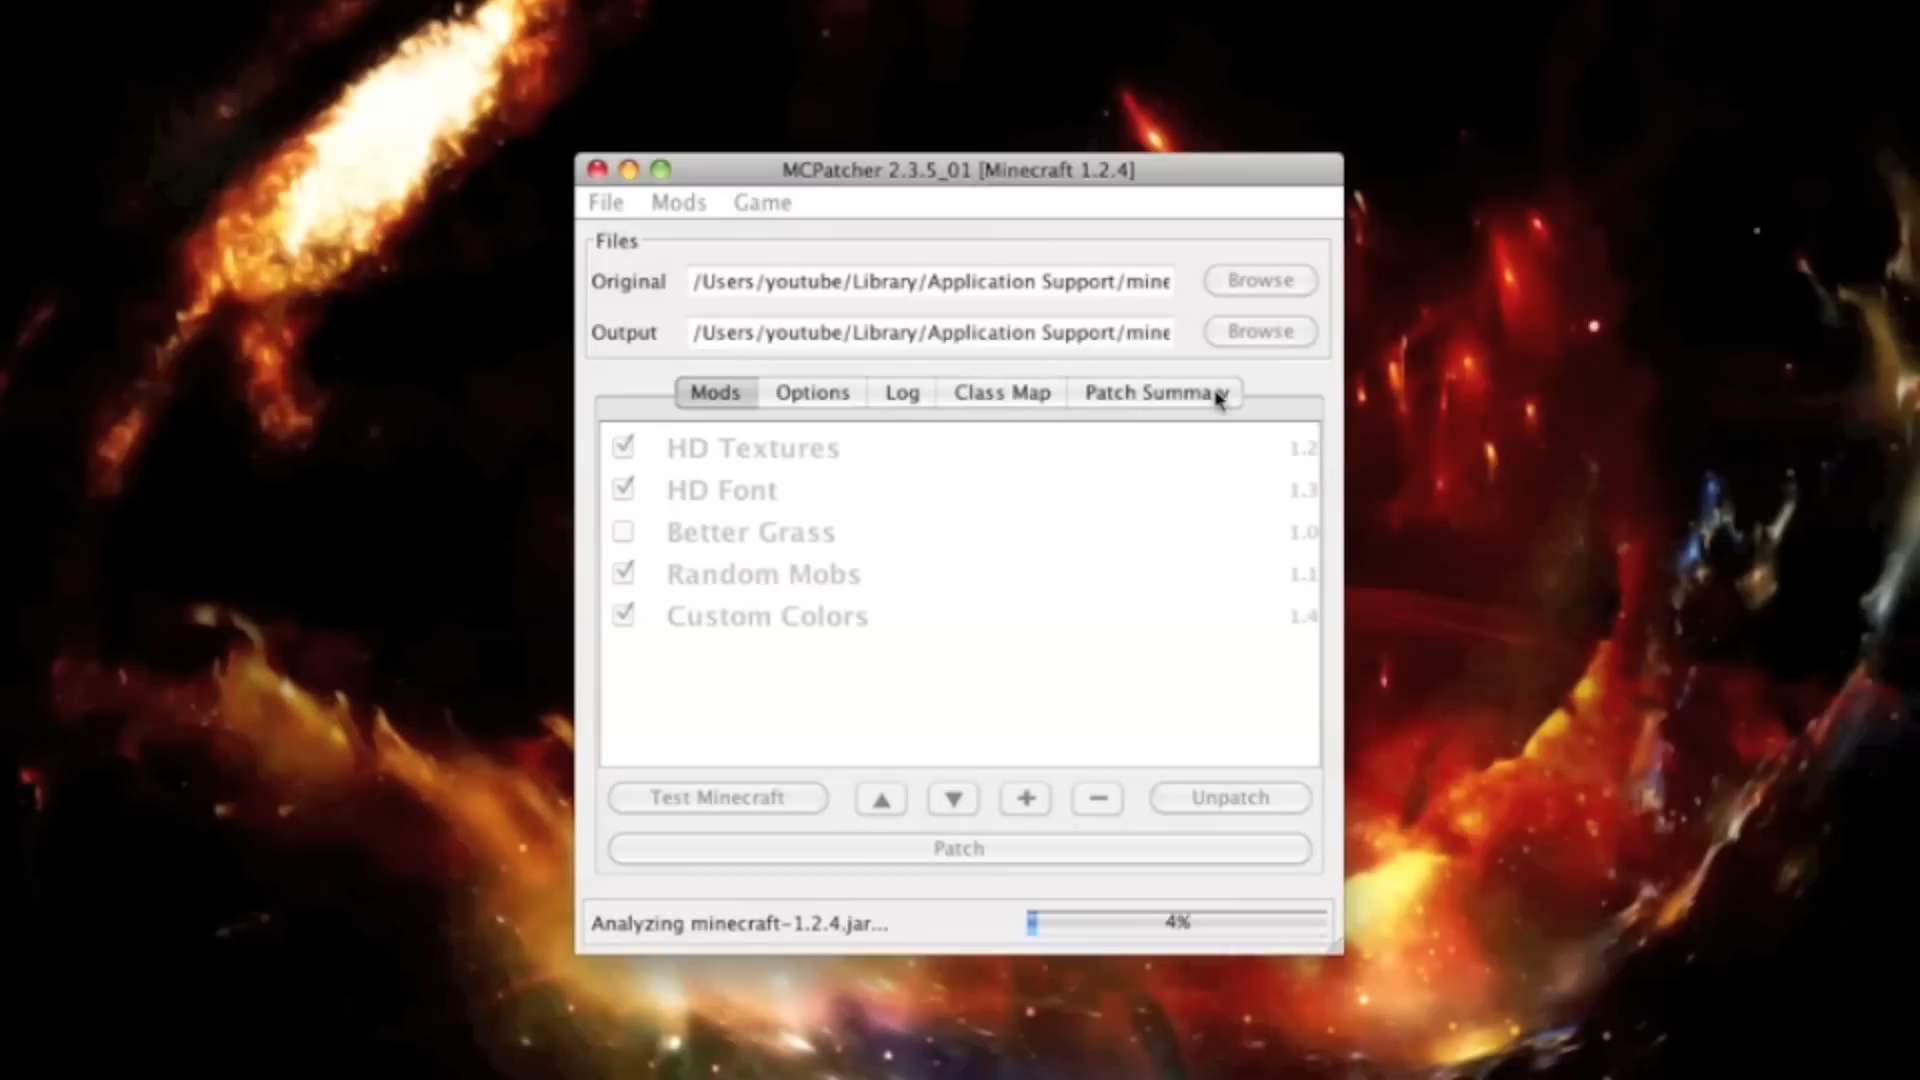 MCPatcher 2.3.5_01 [Minecraft 1.2.4]
File Mods Game
Files
Original /Users/youtube/Library/Application Support/mine Browse
Output /Users/youtube/Library/Application Support/mine Browse
Mods Options Log Class Map Patch Summary
HD Textures 1.2
HD Font 1.3
Better Grass 1.0
Random Mobs 1.1
Custom Colors 1.4
Test Minecraft Unpatch
Patch
Analyzing minecraft-1.2.4.jar... 4%